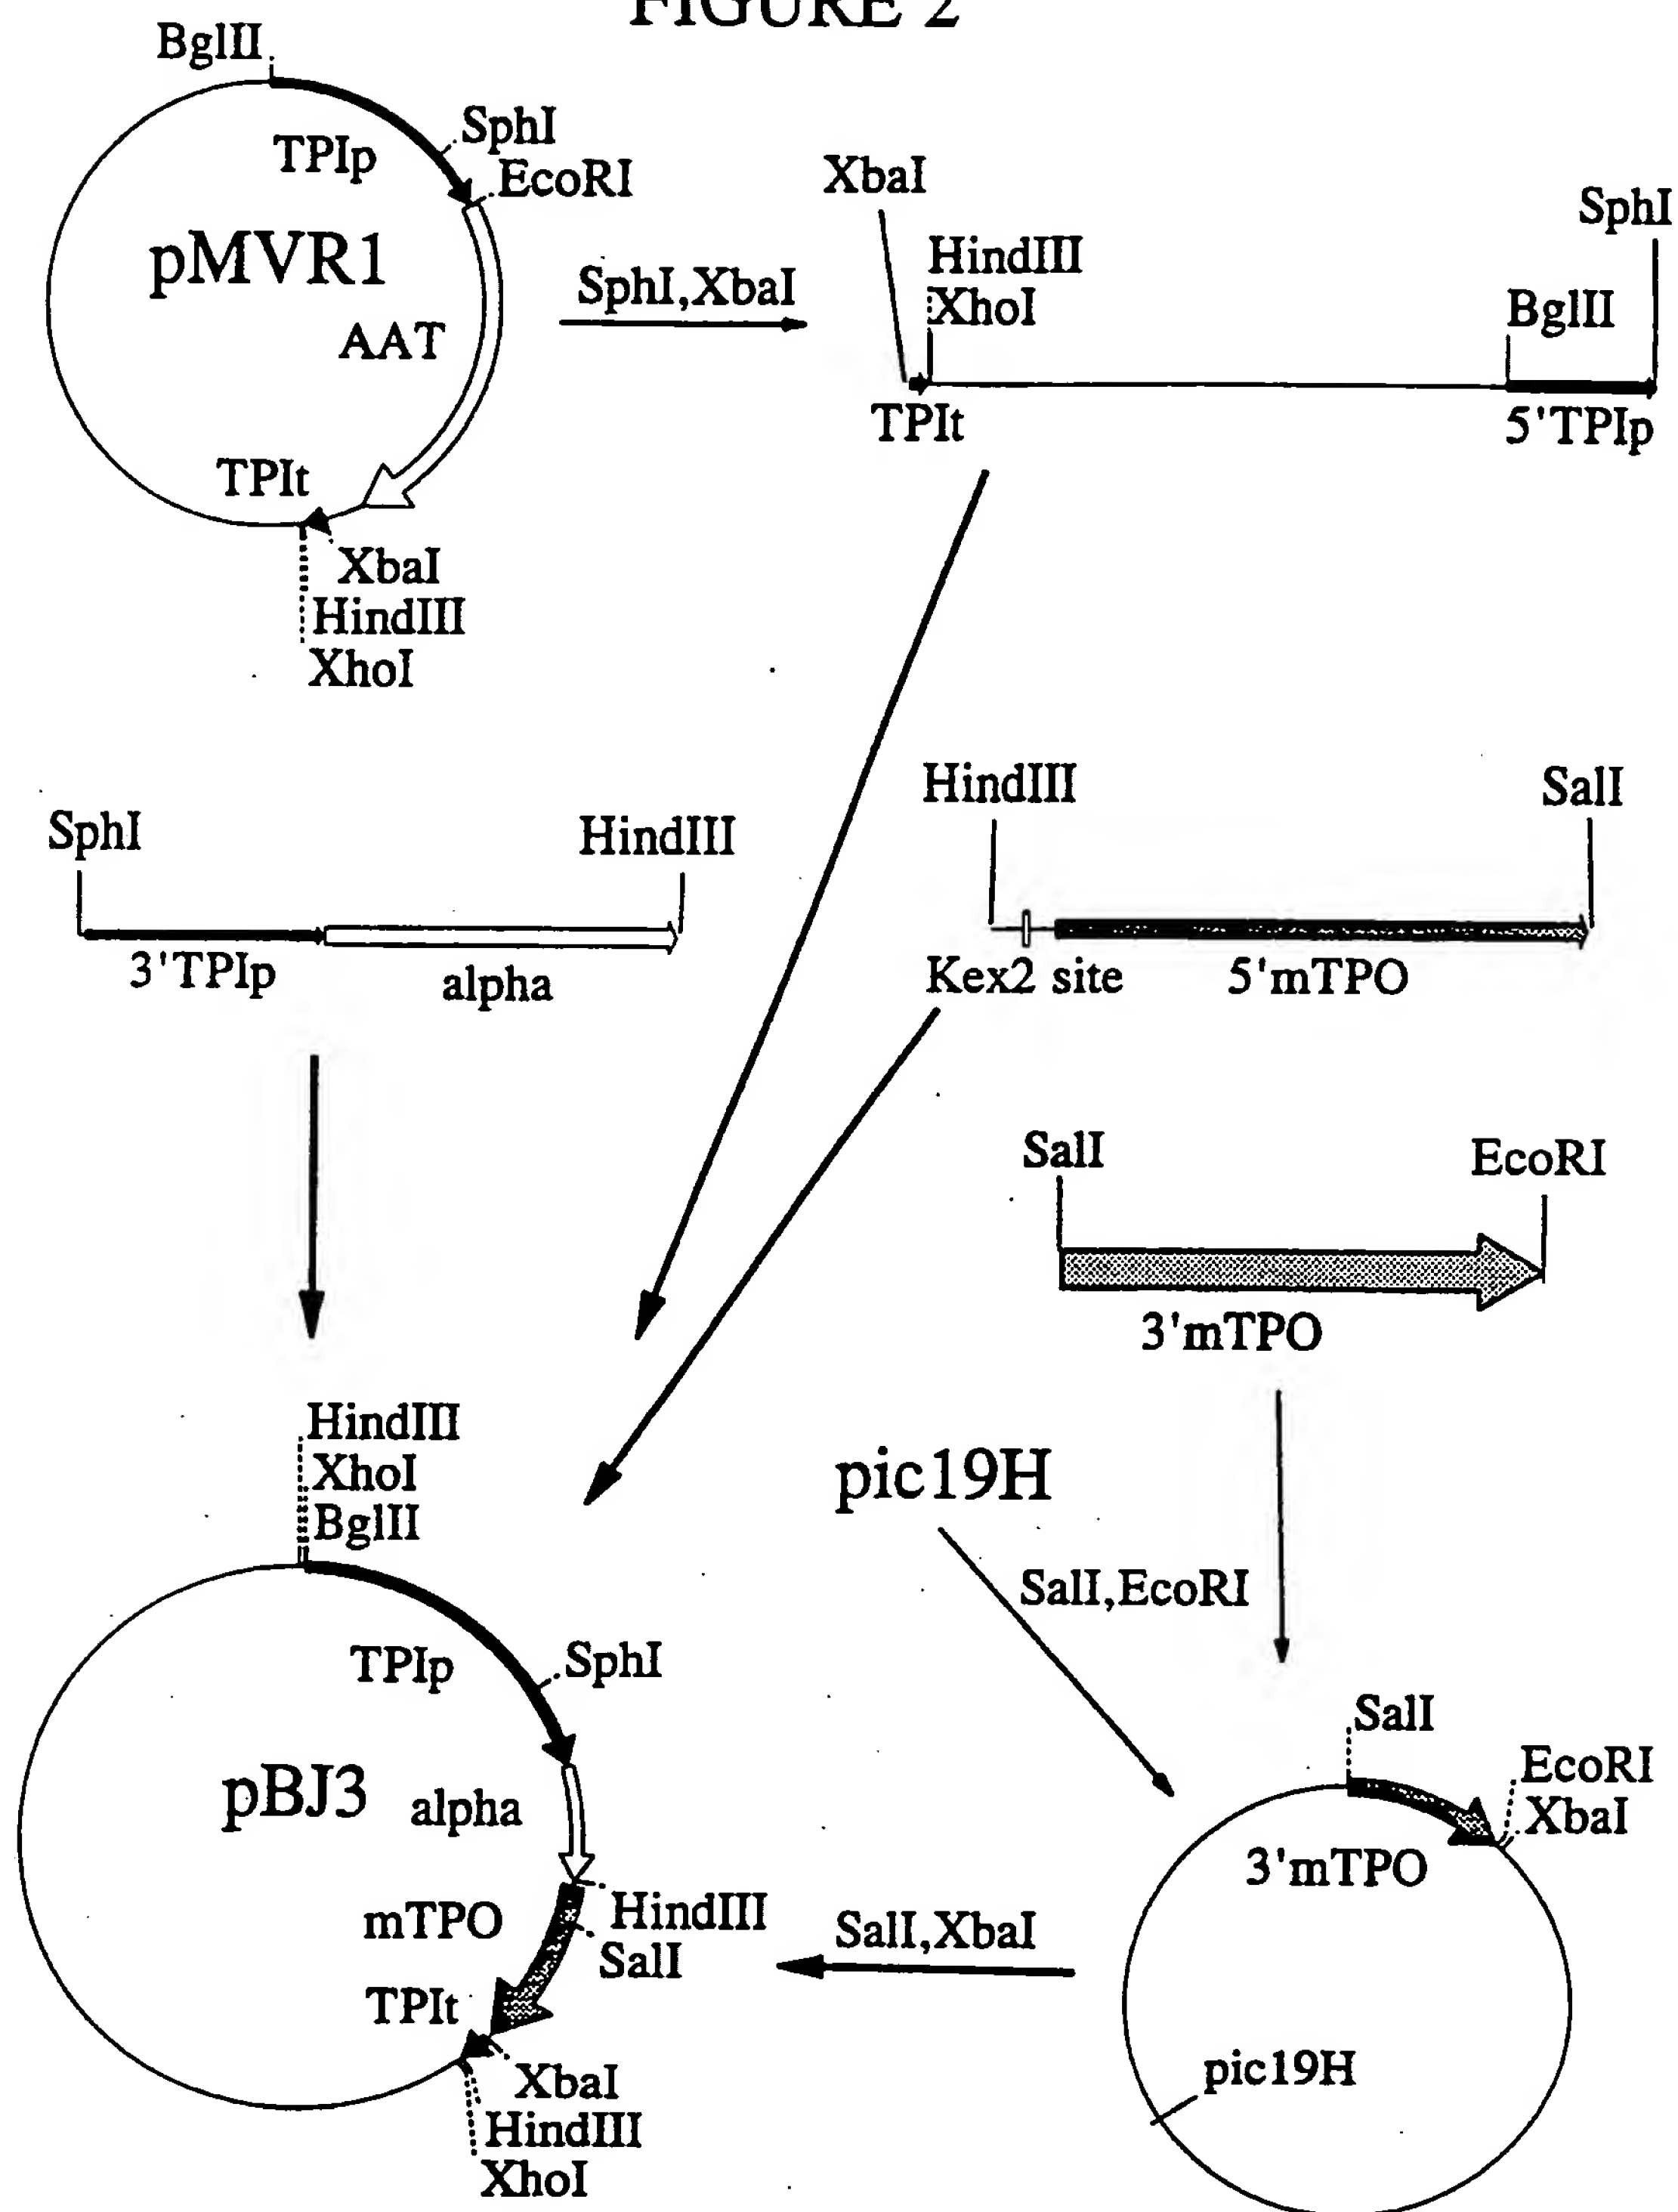 FIGURE 2
BglII
SphI
TPIp
EcoRI
pMVR1
AAT
TPIt
XbaI
HindIII
XhoI
SphI,XbaI
XbaI
HindIII
XhoI
SphI
BglII
TPIt
5'TPIp
SphI
HindIII
3'TPIp
alpha
HindIII
SalI
Kex2 site
5'mTPO
SalI
EcoRI
3'mTPO
pic19H
SalI,EcoRI
HindIII
XhoI
BglII
TPIp
SphI
pBJ3
alpha
mTPO
HindIII
SalI
TPIt
XbaI
HindIII
XhoI
SalI,XbaI
SalI
EcoRI
XbaI
3'mTPO
pic19H